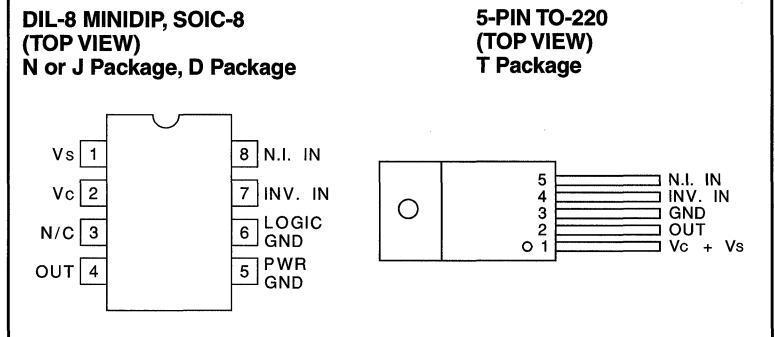 DIL-8 MINIDIP, SOIC-8
(TOP VIEW)
N or J Package, D Package
Vs 1
Vc 2
N/C 3
OUT 4
8 N.I. IN
7 INV. IN
6 LOGIC
GND
5 PWR
GND
5-PIN TO-220
(TOP VIEW)
T Package
5 N.I. IN
4 INV. IN
3 GND
2 OUT
1 Vc + Vs